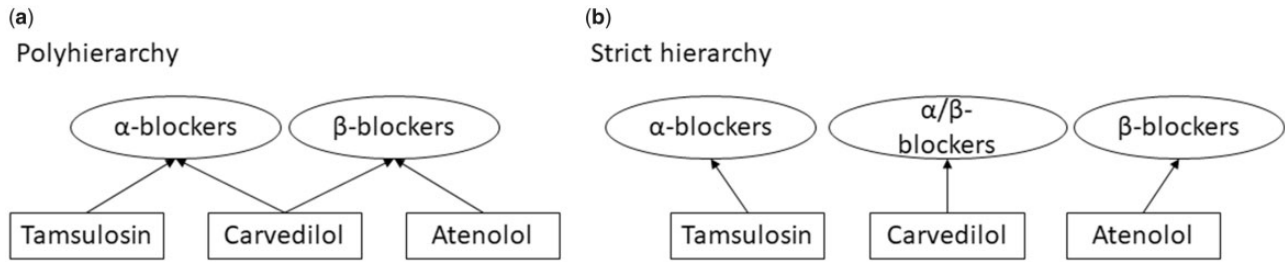 (a)
Polyhierarchy
α-blockers
β-blockers
Tamsulosin
Carvedilol
Atenolol
(b)
Strict hierarchy
α-blockers
α/β-
blockers
β-blockers
Tamsulosin
Carvedilol
Atenolol